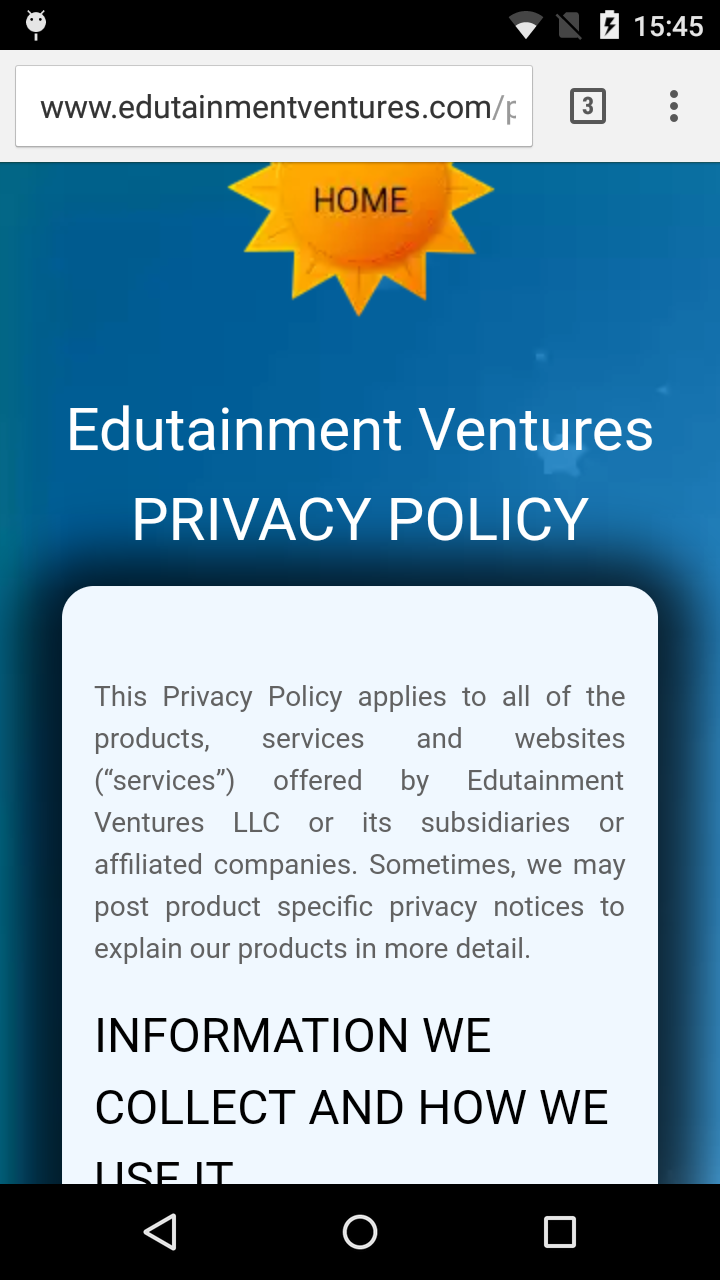 15:45
www.edutainmentventures.com/p
3
HOME
Edutainment Ventures
PRIVACY POLICY
This Privacy Policy applies to all of the
products, services and websites
(“services”) offered by Edutainment
Ventures LLC or its subsidiaries or
affiliated companies. Sometimes, we may
post product specific privacy notices to
explain our products in more detail.
INFORMATION WE
COLLECT AND HOW WE
USE IT